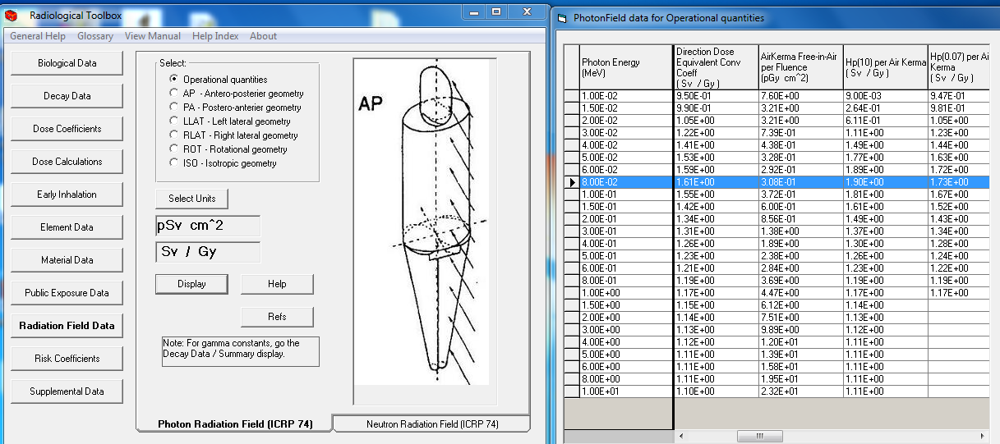 Radiological Toolbox
General Help Glossary View Manual Help Index About
Biological Data
Decay Data
Dose Coefficients
Dose Calculations
Early Inhalation
Element Data
Material Data
Public Exposure Data
Radiation Field Data
Risk Coefficients
Supplemental Data
Select:
Operational quantities
AP - Antero-posterier geometry
PA - Postero-anterier geometry
LLAT - Left lateral geometry
RLAT - Right lateral geometry
ROT - Rotational geometry
ISO - Isotropic geometry
Select Units
pSv cm^2
Sv / Gy
Display Help
Refs
Note: For gamma constants, go the
Decay Data / Summary display.
AP
Photon Radiation Field (ICRP 74) Neutron Radiation Field (ICRP 74)
PhotonField data for Operational quantities
Photon Energy
(MeV)
Direction Dose
Equivalent Conv
Coeff
( Sv / Gy )
AirKerma Free-in-Air
per Fluence
(pGy cm^2)
Hp(10) per Air Kerma
( Sv / Gy )
Hp(0.07) per Ai
Kerma
( Sv / Gy )
1.00E-02 9.50E-01 7.60E+00 9.00E-03 9.47E-01
1.50E-02 9.90E-01 3.21E+00 2.64E-01 9.81E-01
2.00E-02 1.05E+00 3.21E+00 6.11E-01 1.05E+00
3.00E-02 1.22E+00 7.39E-01 1.11E+00 1.23E+00
4.00E-02 1.41E+00 4.38E-01 1.49E+00 1.44E+00
5.00E-02 1.53E+00 3.28E-01 1.77E+00 1.63E+00
6.00E-02 1.59E+00 2.92E-01 1.89E+00 1.72E+00
8.00E-02 1.61E+00 3.08E-01 1.90E+00 1.73E+00
1.00E-01 1.55E+00 3.72E-01 1.81E+00 1.67E+00
1.50E-01 1.42E+00 6.00E-01 1.61E+00 1.52E+00
2.00E-01 1.34E+00 8.56E-01 1.49E+00 1.43E+00
3.00E-01 1.31E+00 1.38E+00 1.37E+00 1.34E+00
4.00E-01 1.26E+00 1.89E+00 1.30E+00 1.28E+00
5.00E-01 1.23E+00 2.38E+00 1.26E+00 1.24E+00
6.00E-01 1.21E+00 2.84E+00 1.23E+00 1.22E+00
8.00E-01 1.19E+00 3.69E+00 1.19E+00 1.19E+00
1.00E+00 1.17E+00 4.47E+00 1.17E+00 1.17E+00
1.50E+00 1.15E+00 6.12E+00 1.14E+00
2.00E+00 1.14E+00 7.51E+00 1.13E+00
3.00E+00 1.13E+00 9.89E+00 1.12E+00
4.00E+00 1.12E+00 1.20E+01 1.11E+00
5.00E+00 1.11E+00 1.39E+01 1.11E+00
6.00E+00 1.11E+00 1.58E+01 1.11E+00
8.00E+00 1.11E+00 1.95E+01 1.11E+00
1.00E+01 1.10E+00 2.32E+01 1.11E+00